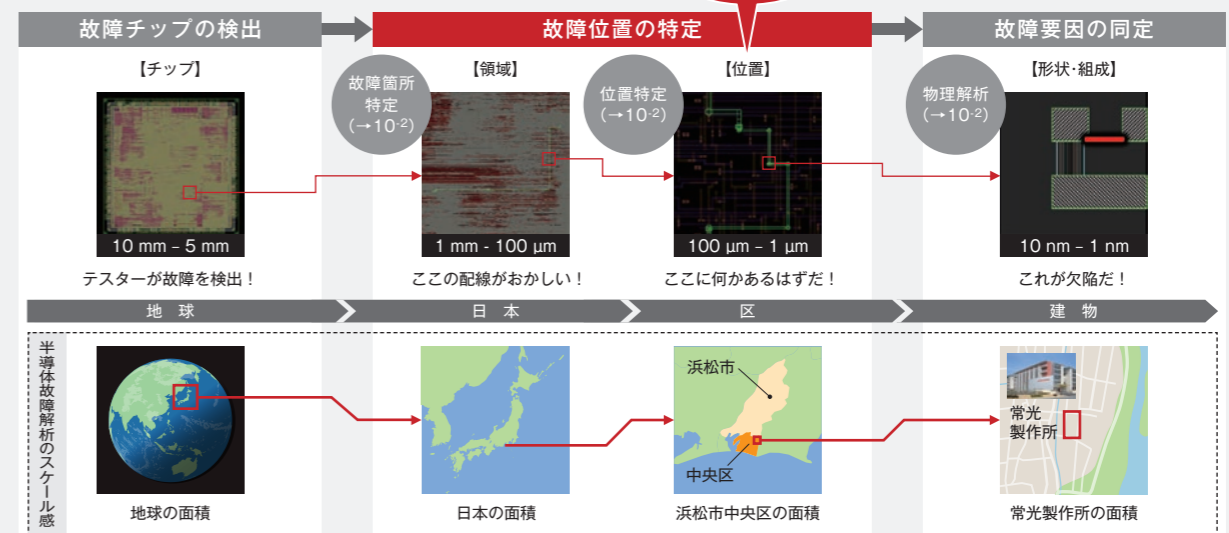 故障チップの検出
故障位置の特定
故障要因の同定
【チップ】
故障箇所
特定
(→10-2)
【領域】
位置特定
(→10-2)
【位置】
物理解析
(→10-2)
【形状・組成】
10 mm – 5 mm
1 mm - 100 μm
100 μm – 1 μm
10 nm – 1 nm
テスターが故障を検出！
ここの配線がおかしい！
ここに何かあるはずだ！
これが欠陥だ！
地 球
日 本
区
建 物
半導体故障解析のスケール感
浜松市
中央区
常光
製作所
地球の面積
日本の面積
浜松市中央区の面積
常光製作所の面積